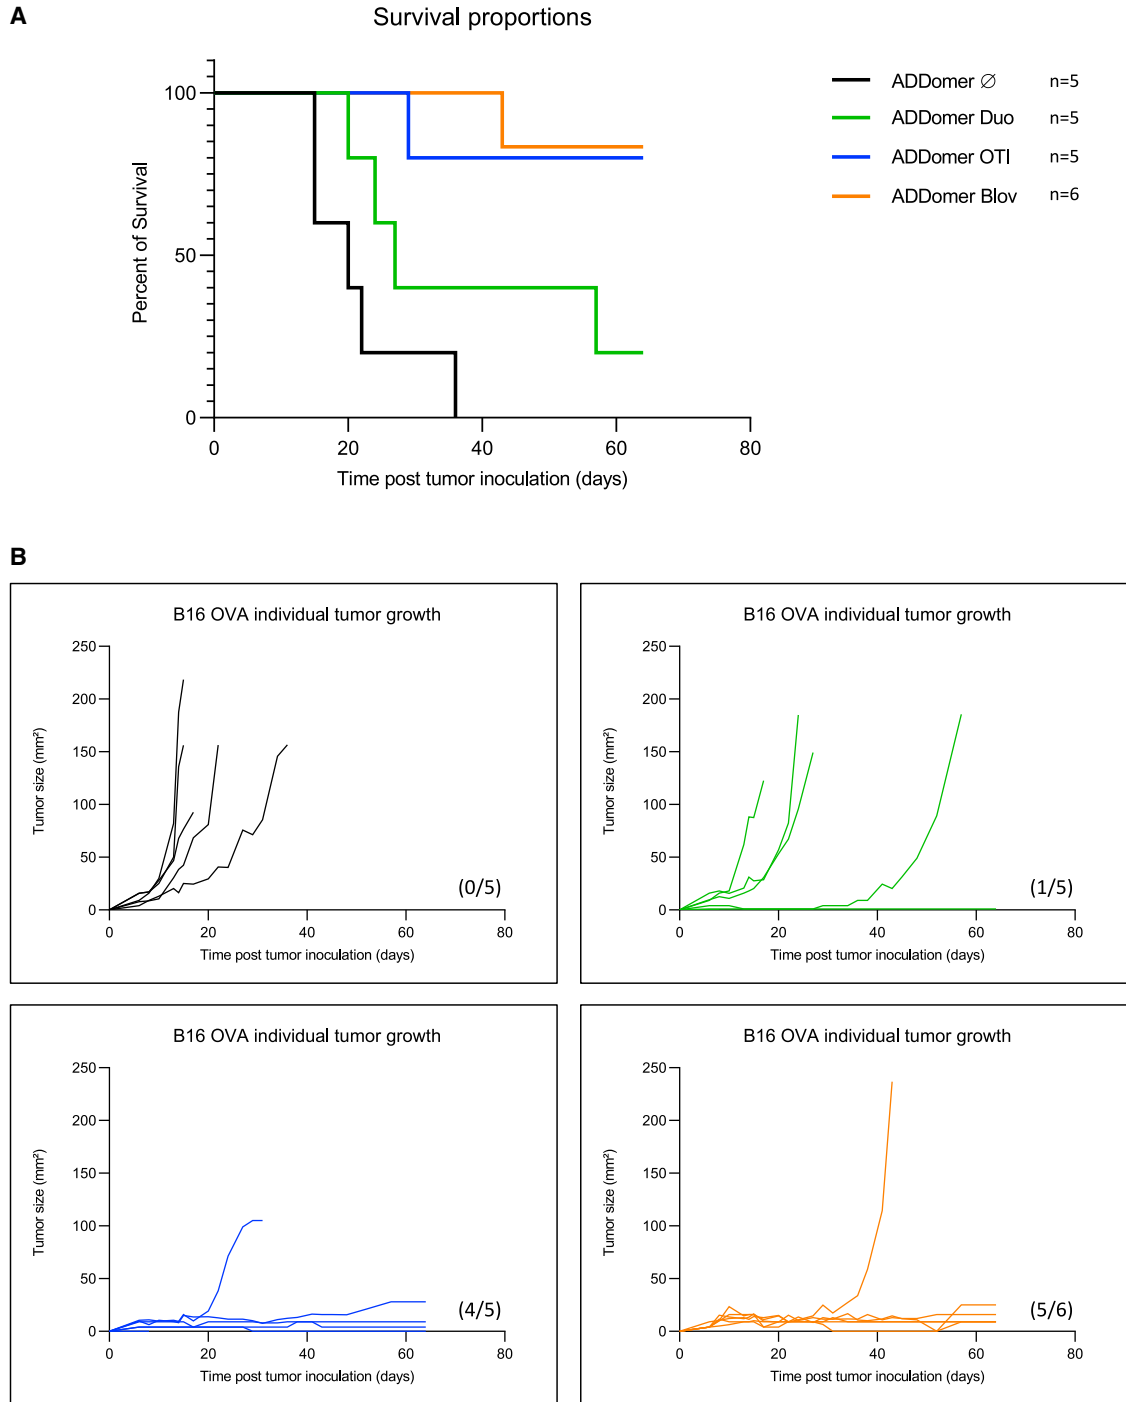 A
Survival proportions
100
50
0
Percent of Survival
0 20 40 60 80
Time post tumor inoculation (days)
ADDomer Ø n=5
ADDomer Duo n=5
ADDomer OTI n=5
ADDomer Blov n=6
B
B16 OVA individual tumor growth
250
200
150
100
50
0
Tumor size (mm²)
(0/5)
0 20 40 60 80
Time post tumor inoculation (days)
B16 OVA individual tumor growth
250
200
150
100
50
0
Tumor size (mm²)
(1/5)
0 20 40 60 80
Time post tumor inoculation (days)
B16 OVA individual tumor growth
250
200
150
100
50
0
Tumor size (mm²)
(4/5)
0 20 40 60 80
Time post tumor inoculation (days)
B16 OVA individual tumor growth
250
200
150
100
50
0
Tumor size (mm²)
(5/6)
0 20 40 60 80
Time post tumor inoculation (days)